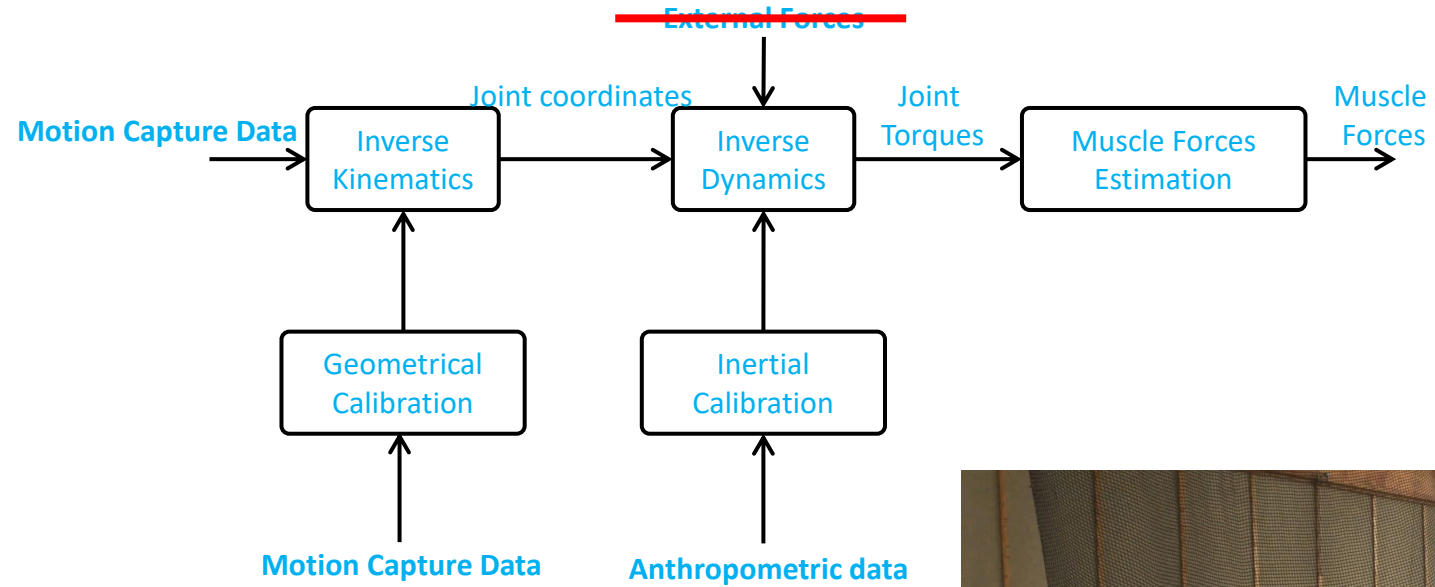 External Forces
Joint coordinates
Joint
Torques
Muscle
Forces
Motion Capture Data
Inverse
Kinematics
Inverse
Dynamics
Muscle Forces
Estimation
Geometrical
Calibration
Inertial
Calibration
Motion Capture Data
Anthropometric data